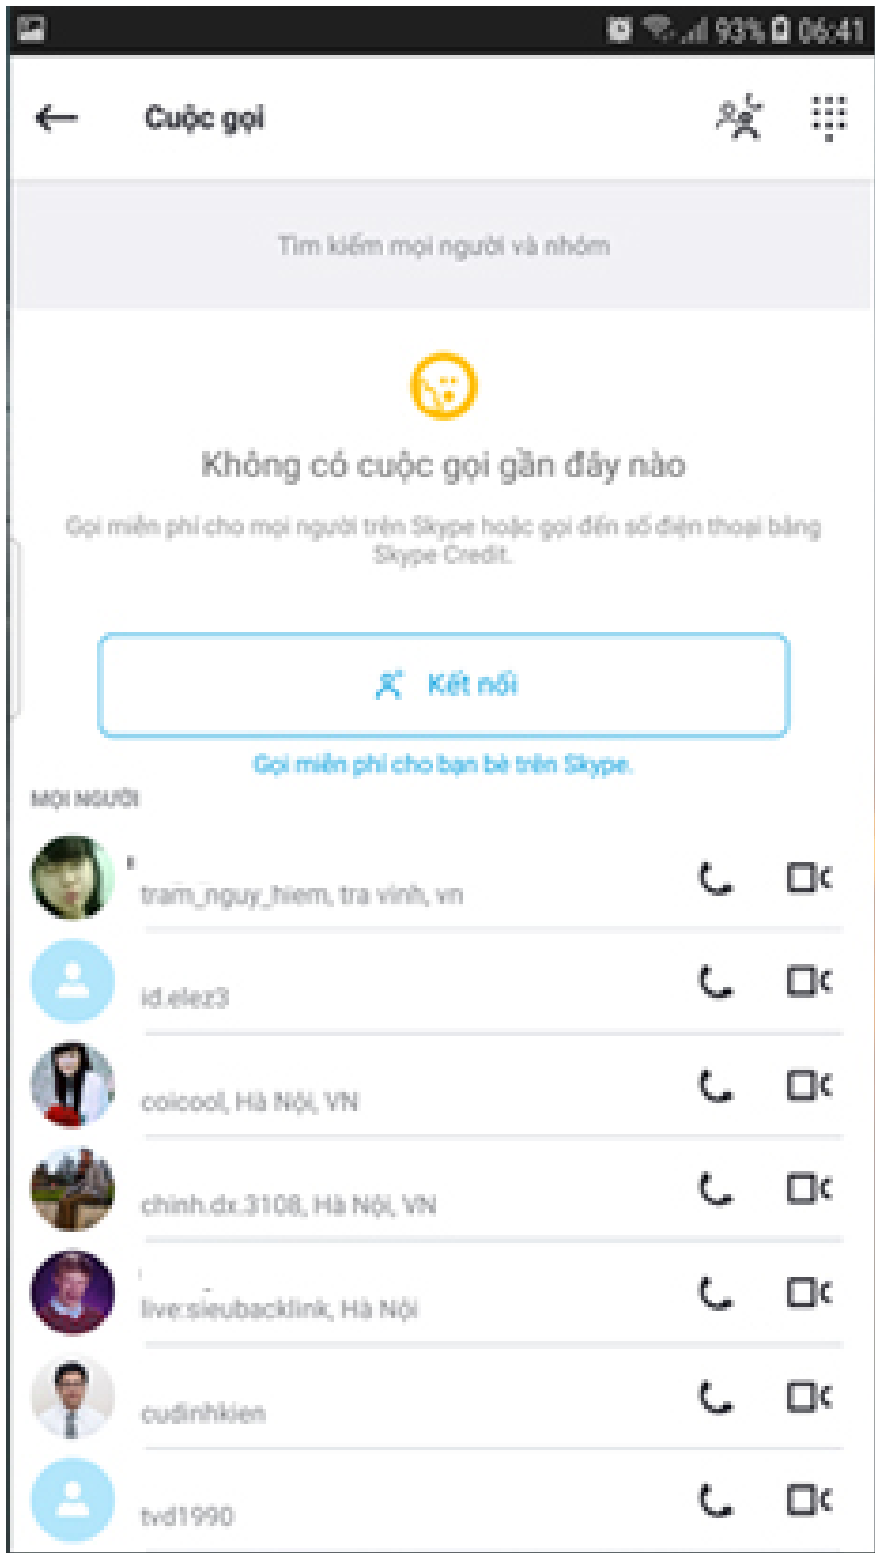 93% 06:41
Cuộc gọi
Tìm kiếm mọi người và nhóm
Không có cuộc gọi gần đây nào
Gọi miễn phí cho mọi người trên Skype hoặc gọi đến số điện thoại bằng
Skype Credit.
Kết nối
Gọi miễn phí cho bạn bè trên Skype.
MỌI NGƯỜI
tram_nguy_hiem, tra vinh, vn
id.elez3
coicool, Hà Nội, VN
chinh.dx.3108, Hà Nội, VN
live:sieubacklink, Hà Nội
cudinhkien
tvd1990